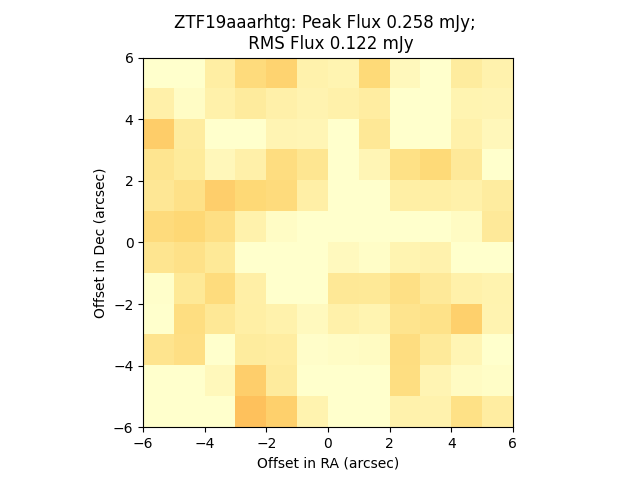 ZTF19aaarhtg: Peak Flux 0.258 mJy;
RMS Flux 0.122 mJy
6
4
2
0
−2
−4
−6
Offset in Dec (arcsec)
−6 −4 −2 0 2 4 6
Offset in RA (arcsec)